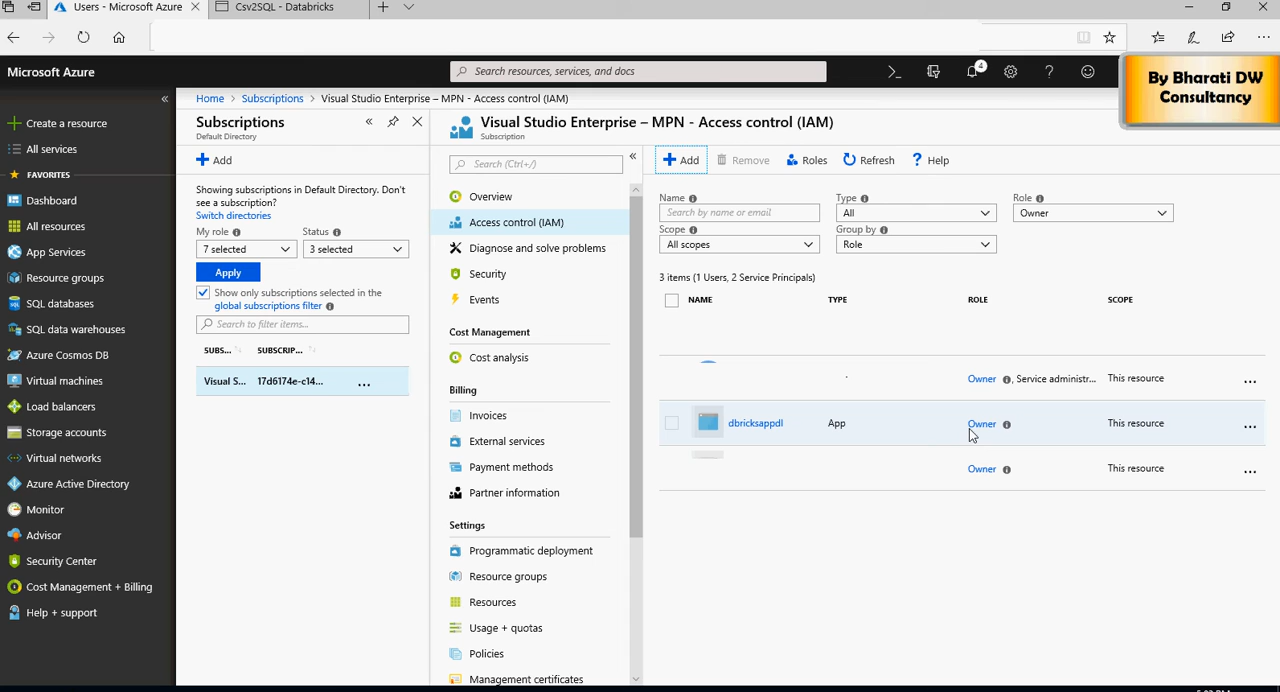 Users - Microsoft Azure
Csv2SQL - Databricks
Microsoft Azure
Search resources, services, and docs
4
By Bharati DW
Consultancy
Home
Subscriptions
Visual Studio Enterprise – MPN - Access control (IAM)
Create a resource
All services
FAVORITES
Dashboard
All resources
App Services
Resource groups
SQL databases
SQL data warehouses
Azure Cosmos DB
Virtual machines
Load balancers
Storage accounts
Virtual networks
Azure Active Directory
Monitor
Advisor
Security Center
Cost Management + Billing
Help + support
Subscriptions
Default Directory
Add
Showing subscriptions in Default Directory. Don't
see a subscription?
Switch directories
My role
Status
7 selected
3 selected
Apply
Show only subscriptions selected in the
global subscriptions filter
Search to filter items...
SUBS...
SUBSCRIP...
Visual S...
17d6174e-c14...
...
Visual Studio Enterprise – MPN - Access control (IAM)
Subscription
Search (Ctrl+/)
Overview
Access control (IAM)
Diagnose and solve problems
Security
Events
Cost Management
Cost analysis
Billing
Invoices
External services
Payment methods
Partner information
Settings
Programmatic deployment
Resource groups
Resources
Usage + quotas
Policies
Management certificates
Add
Remove
Roles
Refresh
Help
Name
Type
Role
Search by name or email
All
Owner
Scope
Group by
All scopes
Role
3 items (1 Users, 2 Service Principals)
NAME
TYPE
ROLE
SCOPE
Owner , Service administr...
This resource
...
dbricksappdl
App
Owner
This resource
...
Owner
This resource
...